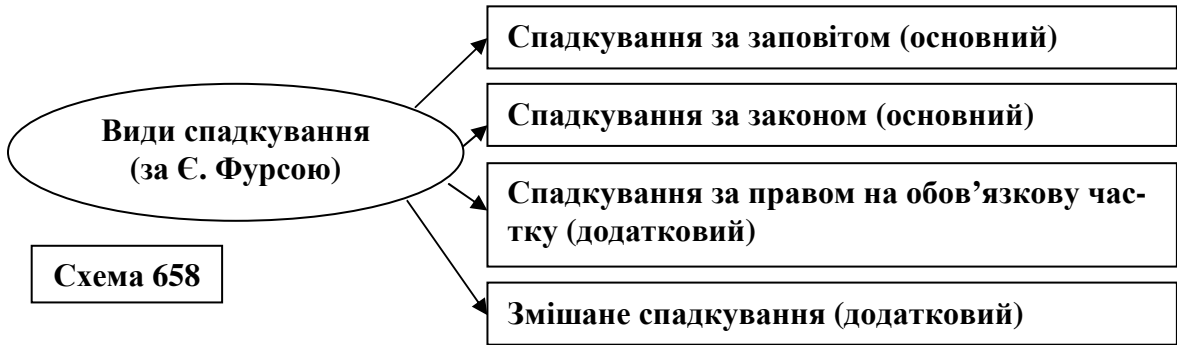 Спадкування за заповітом (основний)
Спадкування за законом (основний)
Види спадкування
(за Є. Фурсою)
Спадкування за правом на обов’язкову час-
тку (додатковий)
Схема 658
Змішане спадкування (додатковий)